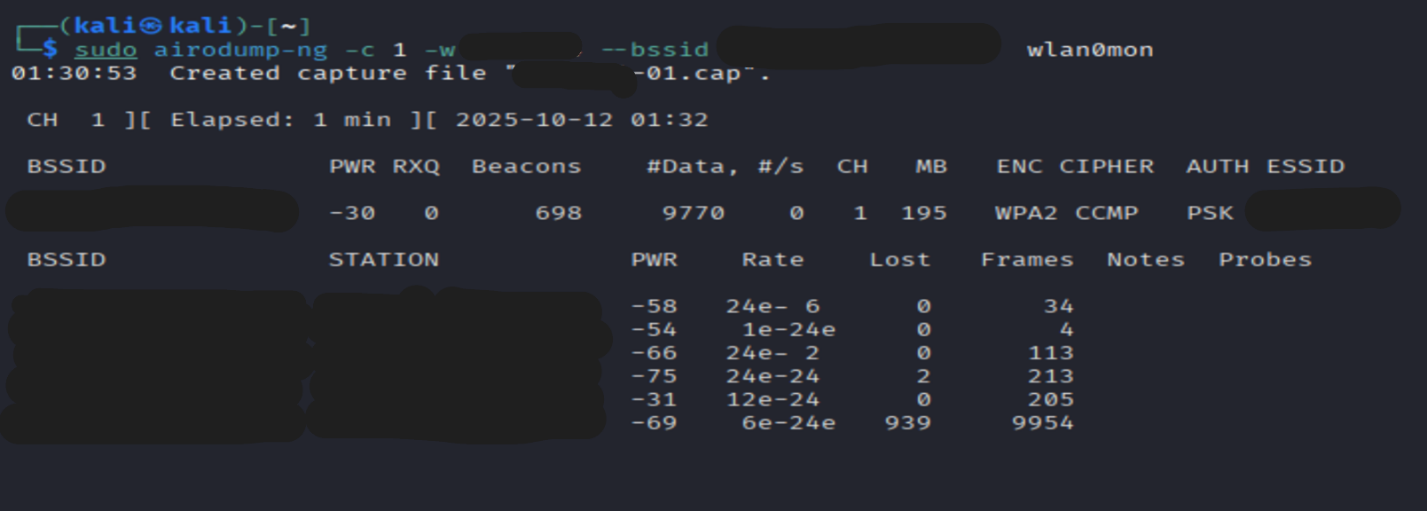 ┌──(kali㉿kali)-[~]
└─$ sudo airodump-ng -c 1 -w --bssid wlan0mon
01:30:53  Created capture file "-01.cap".
CH  1 ][ Elapsed: 1 min ][ 2025-10-12 01:32
BSSID PWR RXQ Beacons #Data, #/s CH MB ENC CIPHER AUTH ESSID
-30 0 698 9770 0 1 195 WPA2 CCMP PSK
BSSID STATION PWR Rate Lost Frames Notes Probes
-58 24e- 6 0 34
-54 1e-24e 0 4
-66 24e- 2 0 113
-75 24e-24 2 213
-31 12e-24 0 205
-69 6e-24e 939 9954